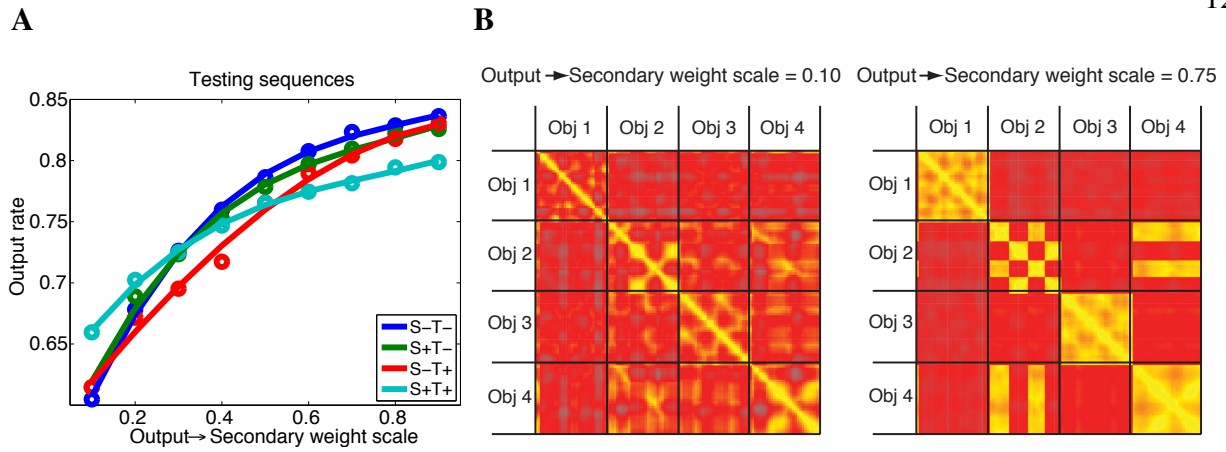 12
A
B
Testing sequences
Output rate
0.85
0.8
0.75
0.7
0.65
0.2
0.4
0.6
0.8
Output→Secondary weight scale
S−T−
S+T−
S−T+
S+T+
Output →Secondary weight scale = 0.10
Obj 1 Obj 2 Obj 3 Obj 4
Obj 1
Obj 2
Obj 3
Obj 4
Output →Secondary weight scale = 0.75
Obj 1 Obj 2 Obj 3 Obj 4
Obj 1
Obj 2
Obj 3
Obj 4